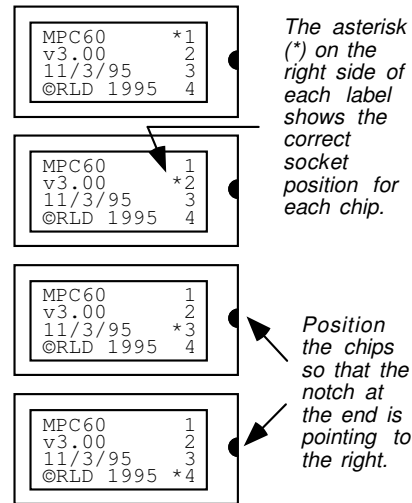 MPC60 *1
v3.00 2
11/3/95 3
©RLD 1995 4
The asterisk
(*) on the
right side of
each label
shows the
correct
socket
position for
each chip.
MPC60 1
v3.00 *2
11/3/95 3
©RLD 1995 4
MPC60 1
v3.00 2
11/3/95 *3
©RLD 1995 4
Position
the chips
so that the
notch at
the end is
pointing to
the right.
MPC60 1
v3.00 2
11/3/95 3
©RLD 1995 *4